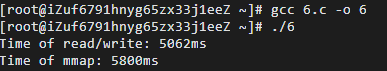 [root@iZuf6791hnyg65zx33j1eeZ ~]# gcc 6.c -o 6
[root@iZuf6791hnyg65zx33j1eeZ ~]# ./6
Time of read/write: 5062ms
Time of mmap: 5800ms